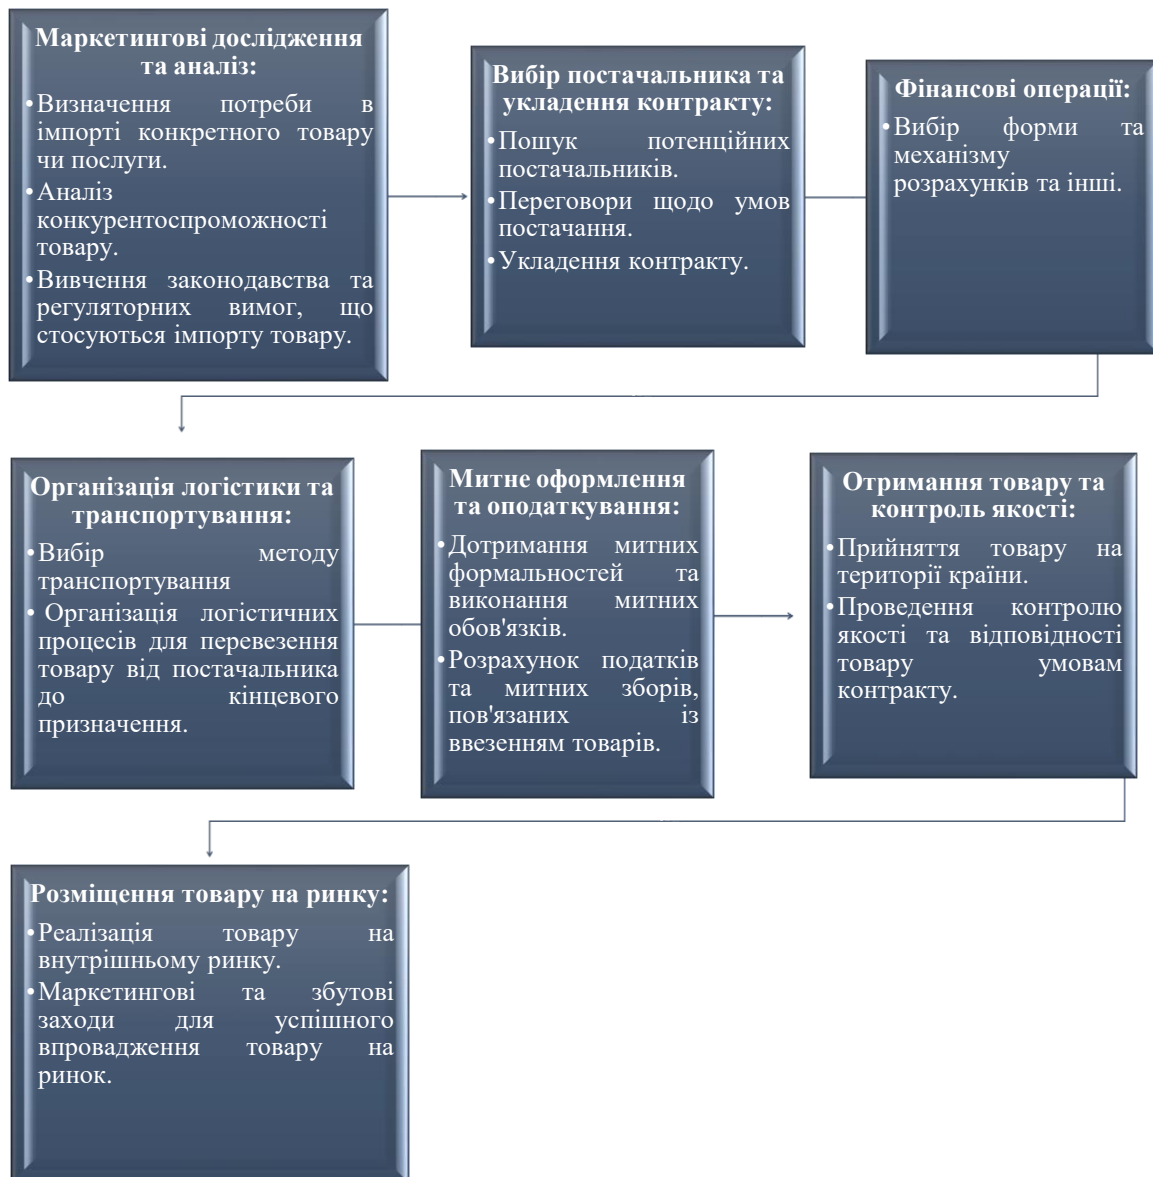 Маркетингові дослідження
та аналіз:
•Визначення потреби в
імпорті конкретного товару
чи послуги.
•Аналіз
конкурентоспроможності
товару.
•Вивчення законодавства та
регуляторних вимог, що
стосуються імпорту товару.
Вибір постачальника та
укладення контракту:
•Пошук потенційних
постачальників.
•Переговори щодо умов
постачання.
•Укладення контракту.
Фінансові операції:
•Вибір форми та
механізму
розрахунків та інші.
Організація логістики та
транспортування:
•Вибір методу
транспортування
• Організація логістичних
процесів для перевезення
товару від постачальника
до кінцевого
призначення.
Митне оформлення
та оподаткування:
•Дотримання митних
формальностей та
виконання митних
обов'язків.
•Розрахунок податків
та митних зборів,
пов'язаних із
ввезенням товарів.
Отримання товару та
контроль якості:
•Прийняття товару на
території країни.
•Проведення контролю
якості та відповідності
товару умовам
контракту.
Розміщення товару на ринку:
•Реалізація товару на
внутрішньому ринку.
•Маркетингові та збутові
заходи для успішного
впровадження товару на
ринок.